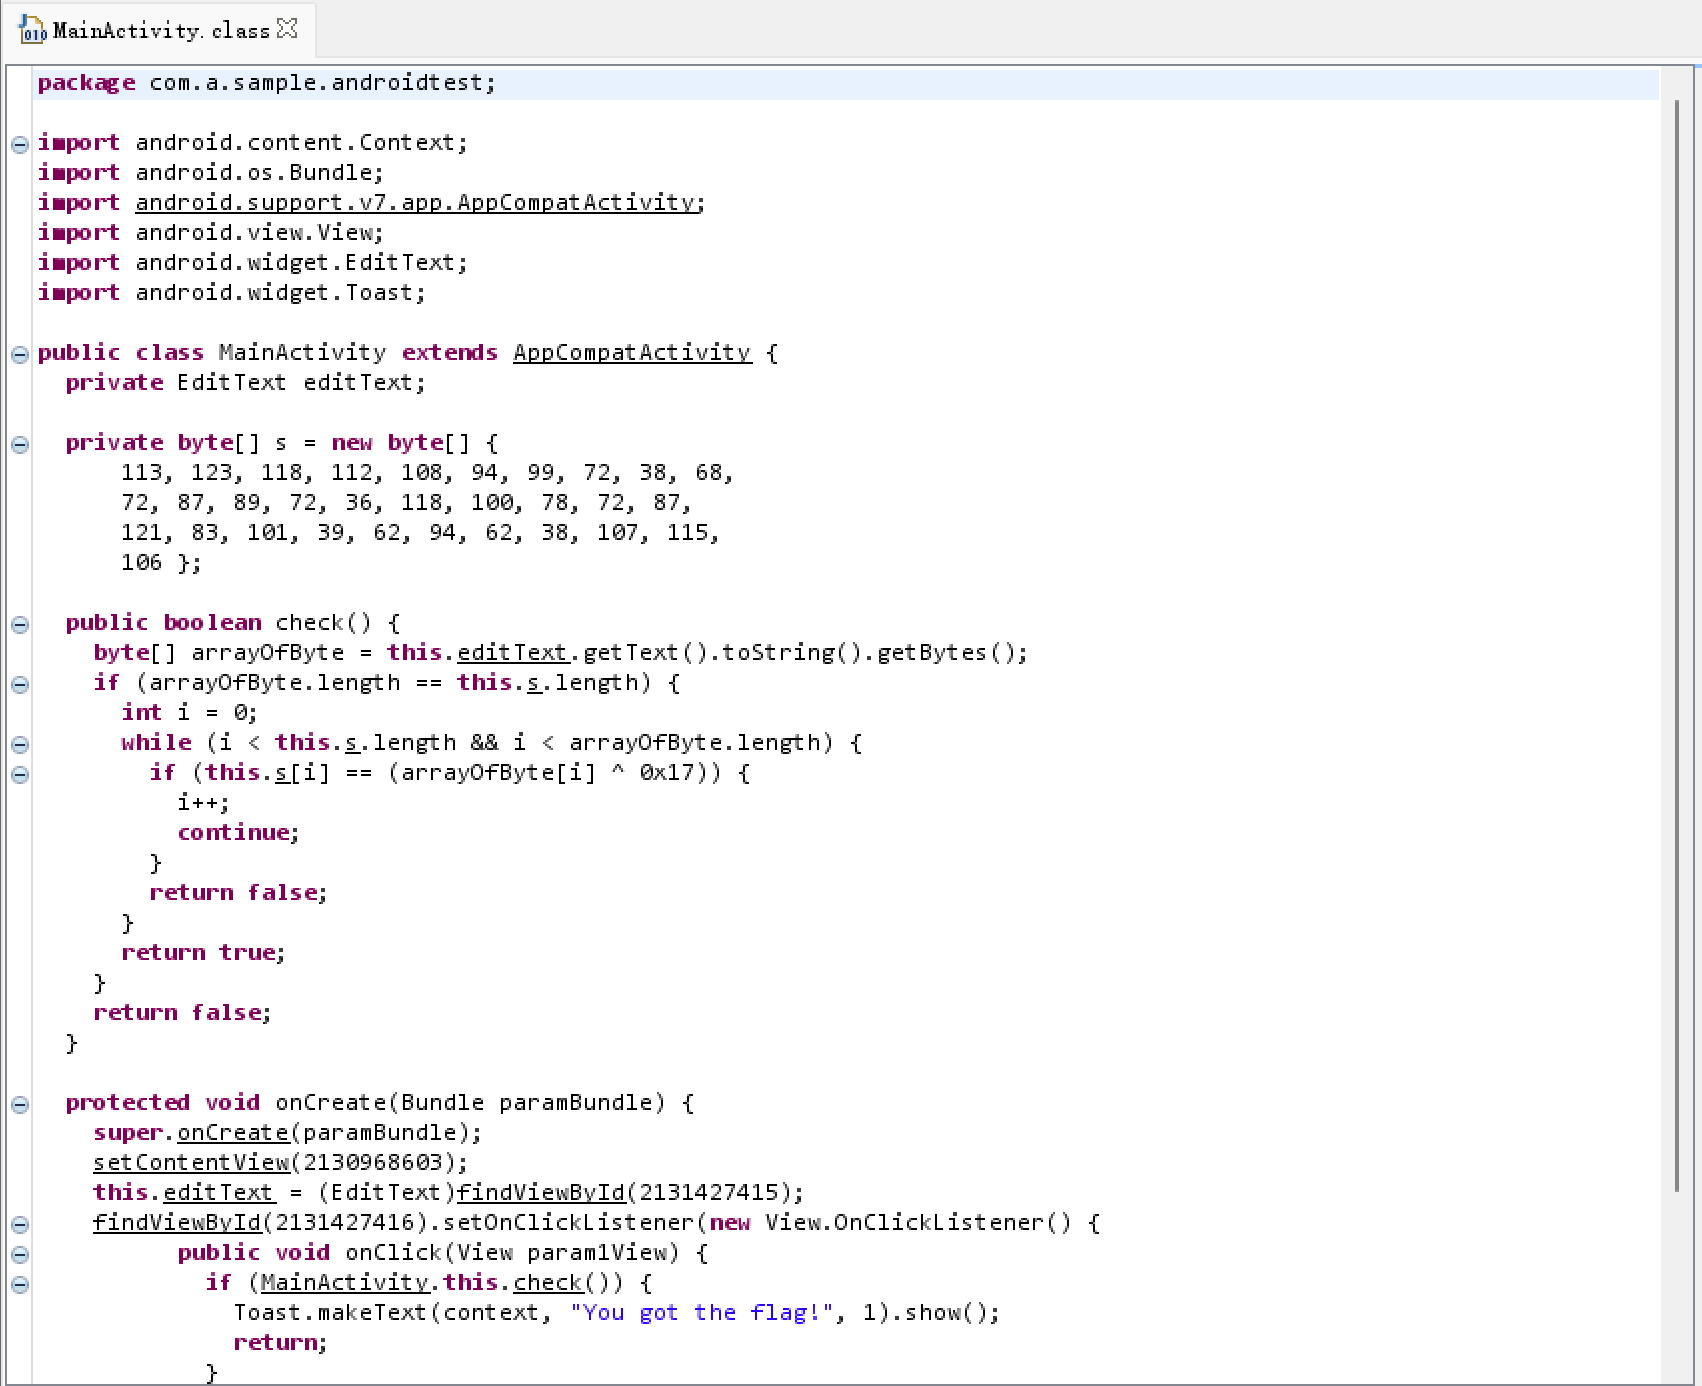 MainActivity.class
package com.a.sample.androidtest;
import android.content.Context;
import android.os.Bundle;
import android.support.v7.app.AppCompatActivity;
import android.view.View;
import android.widget.EditText;
import android.widget.Toast;
public class MainActivity extends AppCompatActivity {
private EditText editText;
private byte[] s = new byte[] {
113, 123, 118, 112, 108, 94, 99, 72, 38, 68,
72, 87, 89, 72, 36, 118, 100, 78, 72, 87,
121, 83, 101, 39, 62, 94, 62, 38, 107, 115,
106 };
public boolean check() {
byte[] arrayOfByte = this.editText.getText().toString().getBytes();
if (arrayOfByte.length == this.s.length) {
int i = 0;
while (i < this.s.length && i < arrayOfByte.length) {
if (this.s[i] == (arrayOfByte[i] ^ 0x17)) {
i++;
continue;
}
return false;
}
return true;
}
return false;
}
protected void onCreate(Bundle paramBundle) {
super.onCreate(paramBundle);
setContentView(2130968603);
this.editText = (EditText)findViewById(2131427415);
findViewById(2131427416).setOnClickListener(new View.OnClickListener() {
public void onClick(View param1View) {
if (MainActivity.this.check()) {
Toast.makeText(context, "You got the flag!", 1).show();
return;
}